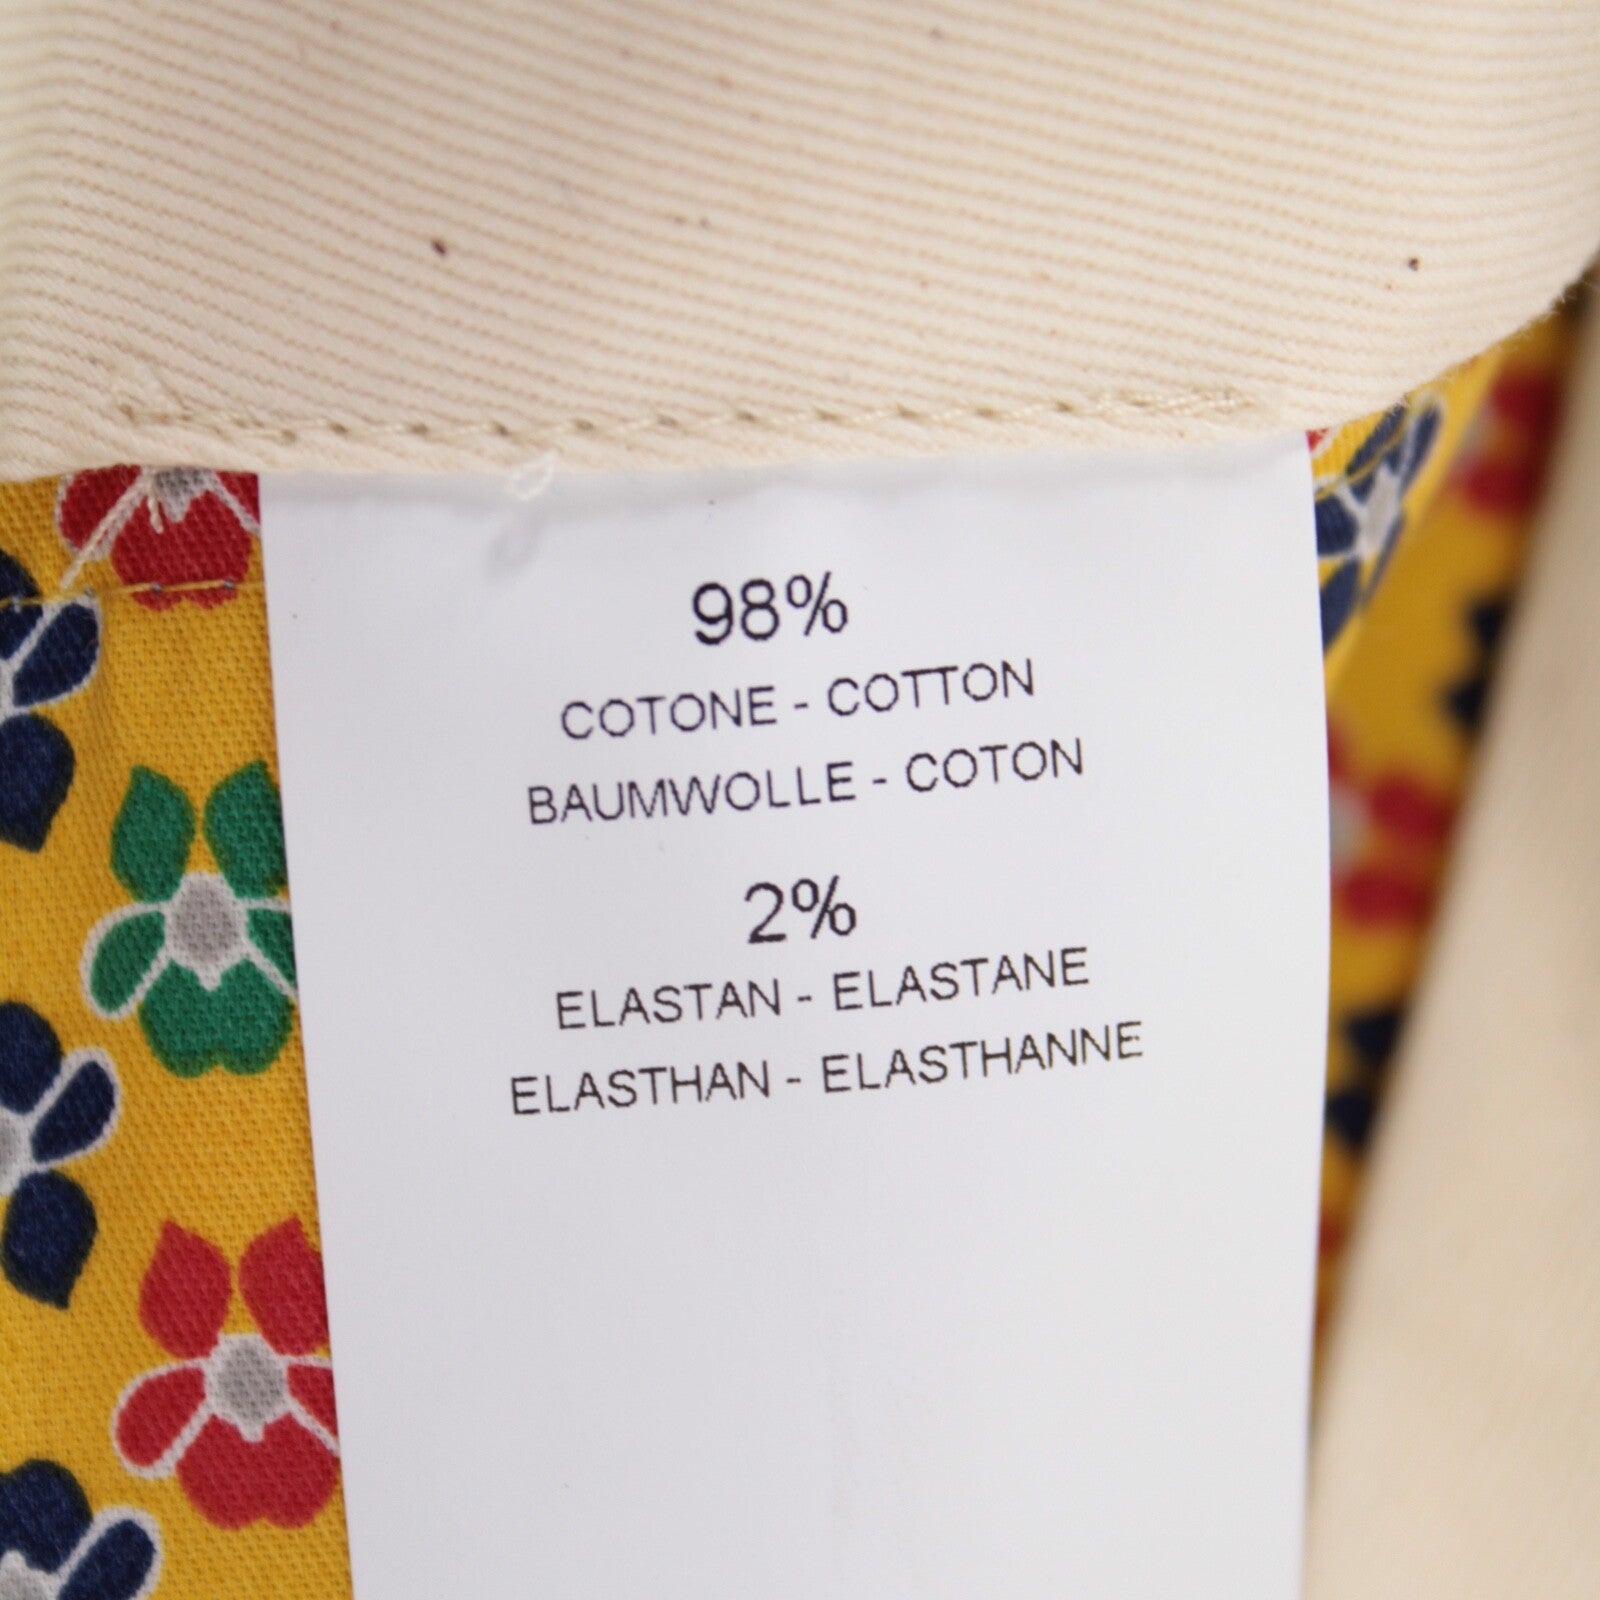 98%
COTONE - COTTON
BAUMWOLLE - COTON
2%
ELASTAN - ELASTANE
ELASTHAN - ELASTHANNE